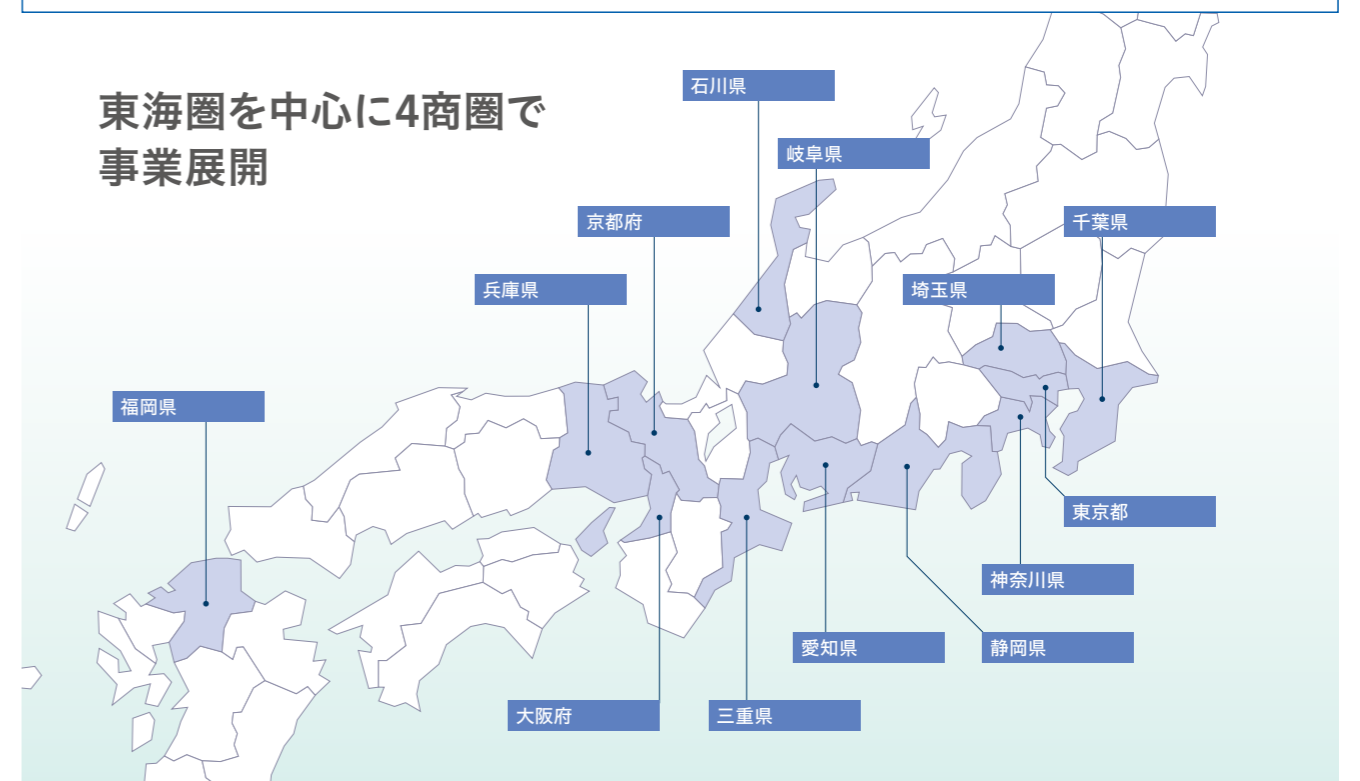 東海圏を中心に4商圏で
事業展開
石川県
岐阜県
京都府
千葉県
兵庫県
埼玉県
福岡県
東京都
神奈川県
愛知県
静岡県
大阪府
三重県